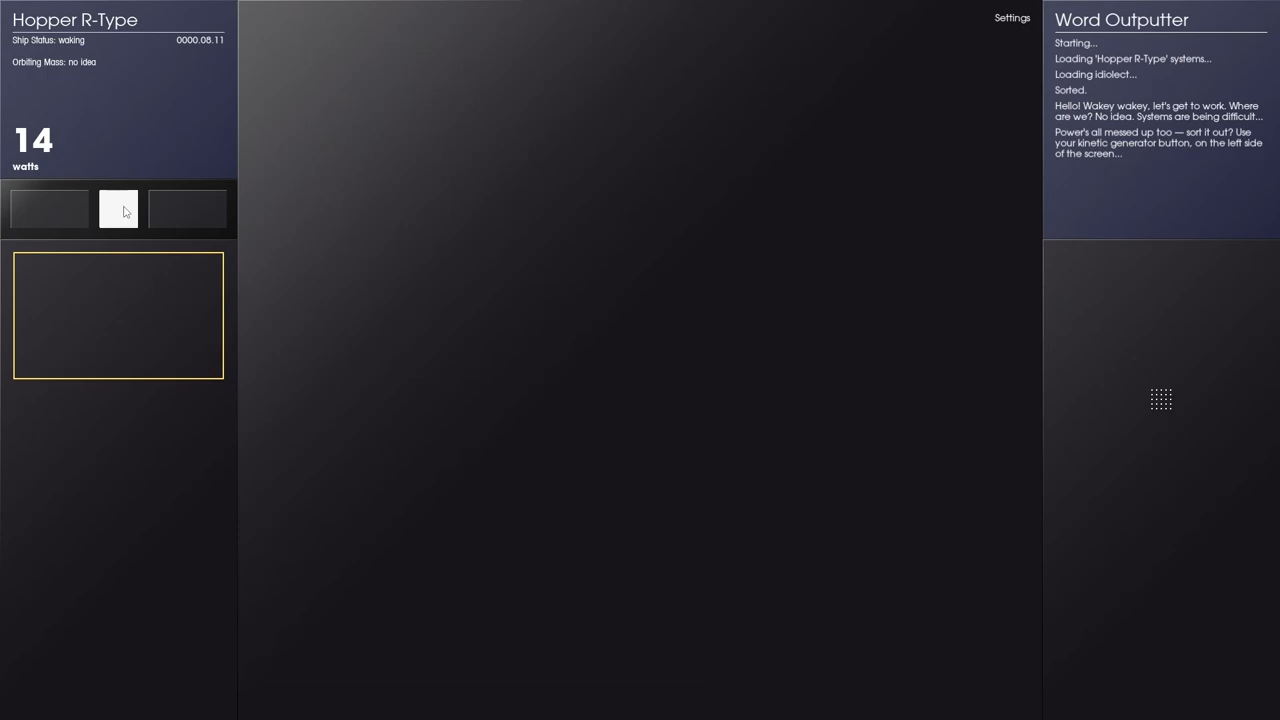 Hopper R-Type
Ship Status: waking 0000.08.11
Orbiting Mass: no idea
14
watts
Settings
Word Outputter
Starting...
Loading 'Hopper R-Type' systems...
Loading idiolect...
Sorted.
Hello! Wakey wakey, let's get to work. Where
are we? No idea. Systems are being difficult...
Power's all messed up too — sort it out? Use
your kinetic generator button, on the left side
of the screen...